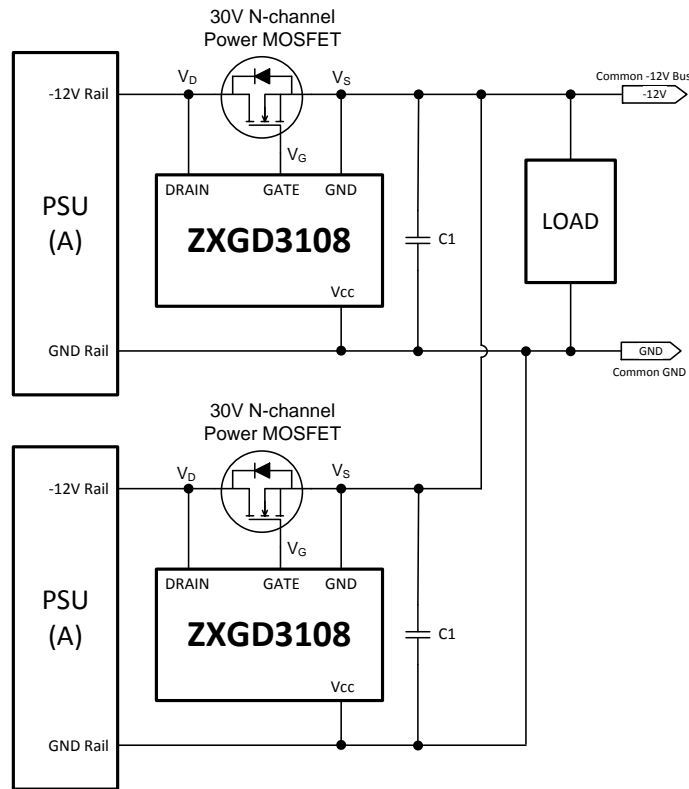 30V N-channel
Power MOSFET
VD
VS
Common -12V Bus
-12V Rail
-12V
VG
DRAIN GATE GND
PSU
(A)
ZXGD3108
C1
LOAD
Vcc
GND Rail
GND
Common GND
30V N-channel
Power MOSFET
VD
VS
-12V Rail
VG
DRAIN GATE GND
PSU
(A)
ZXGD3108
C1
Vcc
GND Rail